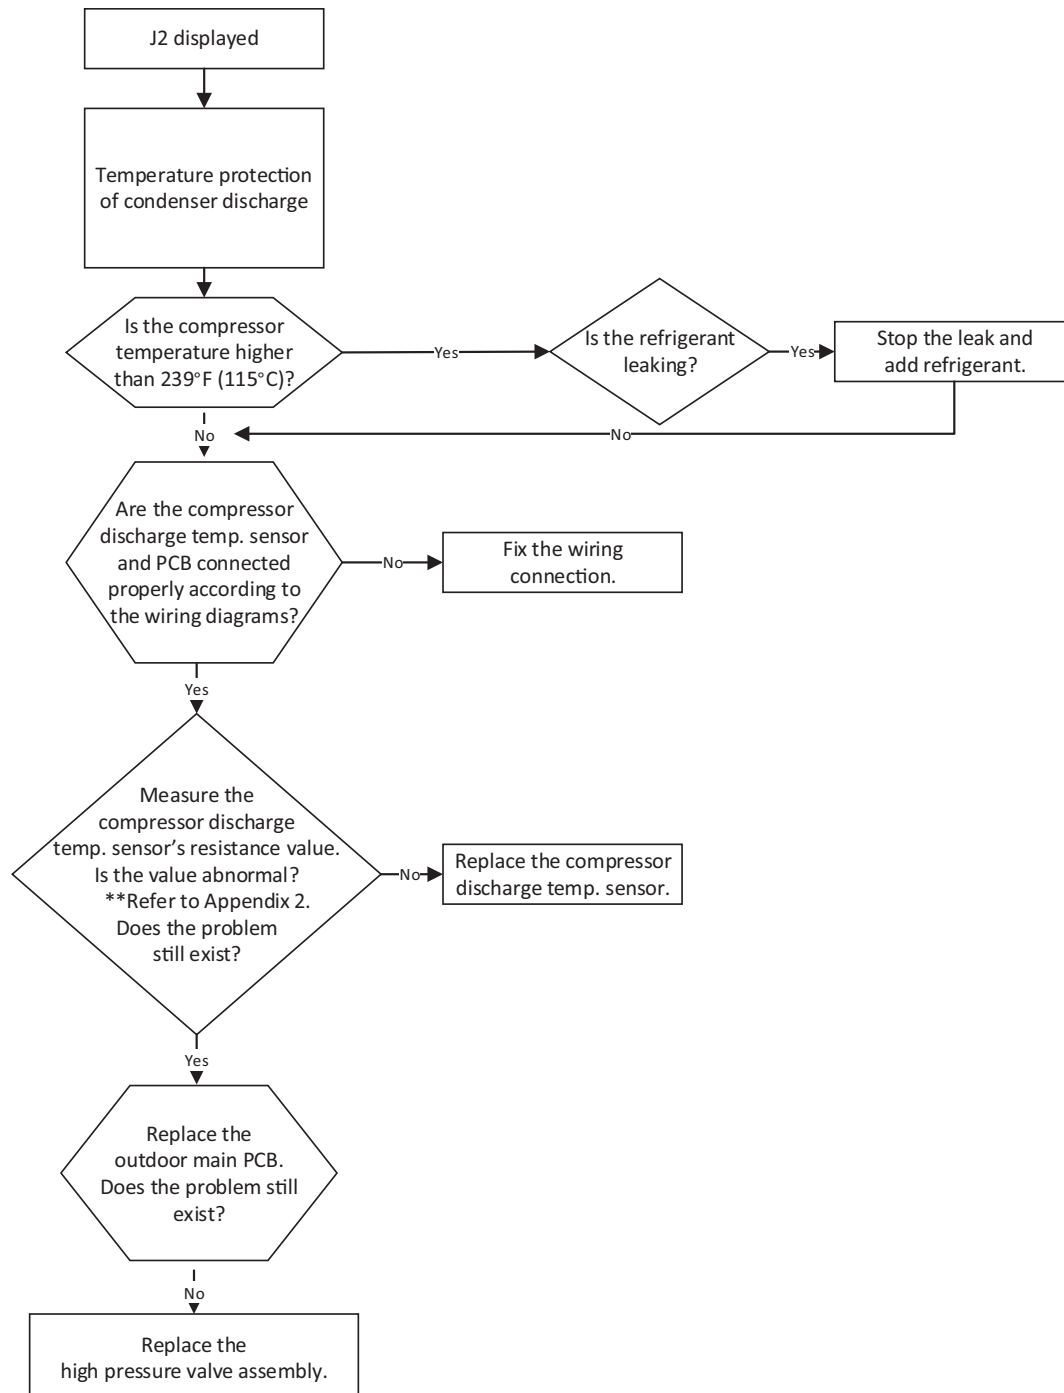 J2 displayed
Temperature protection
of condenser discharge
Is the compressor
temperature higher
than 239°F (115°C)?
Yes
Is the refrigerant
leaking?
Yes
Stop the leak and
add refrigerant.
No
No
Are the compressor
discharge temp. sensor
and PCB connected
properly according to
the wiring diagrams?
No
Fix the wiring
connection.
Yes
Measure the
compressor discharge
temp. sensor’s resistance value.
Is the value abnormal?
**Refer to Appendix 2.
Does the problem
still exist?
No
Replace the compressor
discharge temp. sensor.
Yes
Replace the
outdoor main PCB.
Does the problem still
exist?
No
Replace the
high pressure valve assembly.